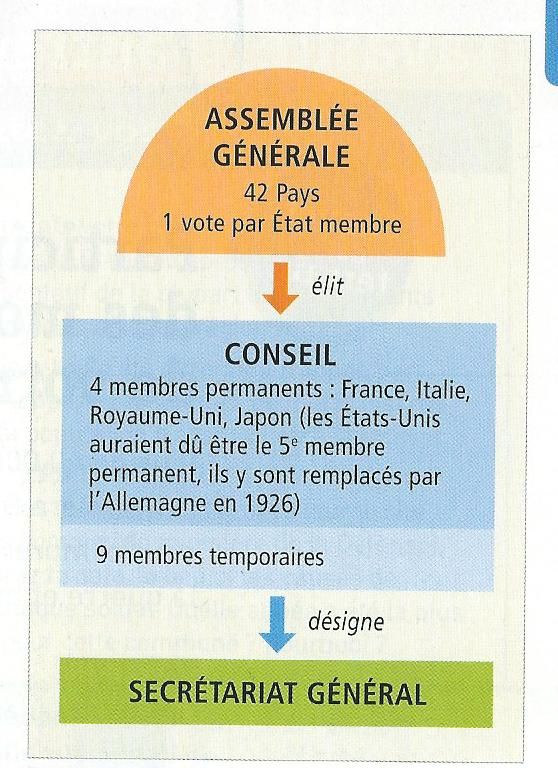 ASSEMBLÉE
GÉNÉRALE
42 Pays
1 vote par État membre
élit
CONSEIL
4 membres permanents : France, Italie,
Royaume-Uni, Japon (les États-Unis
auraient dû être le 5e membre
permanent, ils y sont remplacés par
l'Allemagne en 1926)
9 membres temporaires
désigne
SECRÉTARIAT GÉNÉRAL